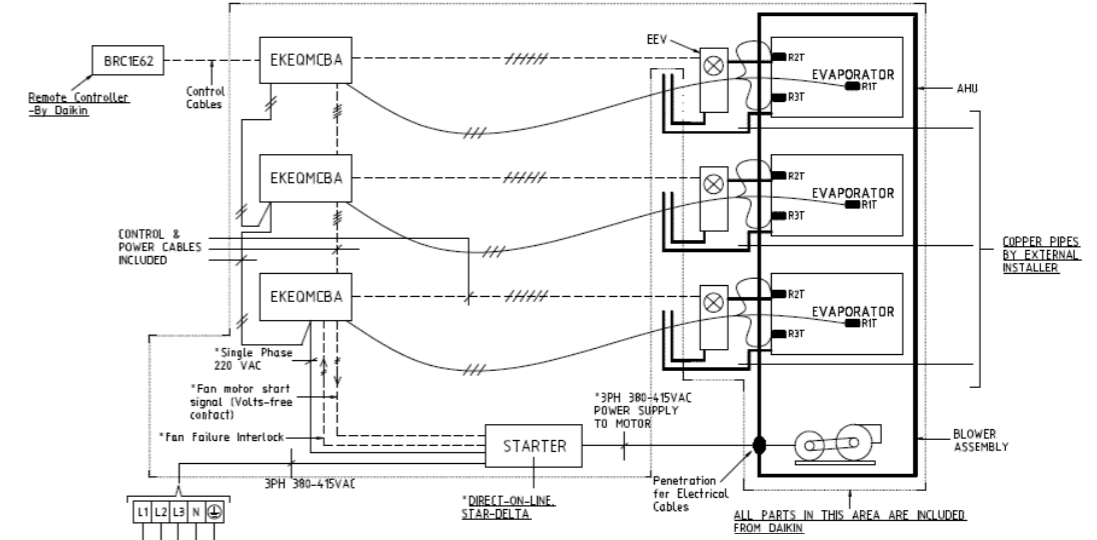 EEV
BRC1E62
EKEQMCBA
R2T
EVAPORATOR
R1T
R3T
AHU
Remote Controller
-By Daikin
Control
Cables
EKEQMCBA
R2T
EVAPORATOR
R1T
R3T
CONTROL &
POWER CABLES
INCLUDED
COPPER PIPES
BY EXTERNAL
INSTALLER
EKEQMCBA
R2T
EVAPORATOR
R1T
R3T
*Single Phase
220 VAC
*Fan motor start
signal (Volts-free
contact)
*Fan Failure Interlock
*3PH 380-415VAC
POWER SUPPLY
TO MOTOR
STARTER
BLOWER
ASSEMBLY
3PH 380-415VAC
*DIRECT-ON-LINE,
STAR-DELTA
Penetration
for Electrical
Cables
L1 L2 L3 N
ALL PARTS IN THIS AREA ARE INCLUDED
FROM DAIKIN